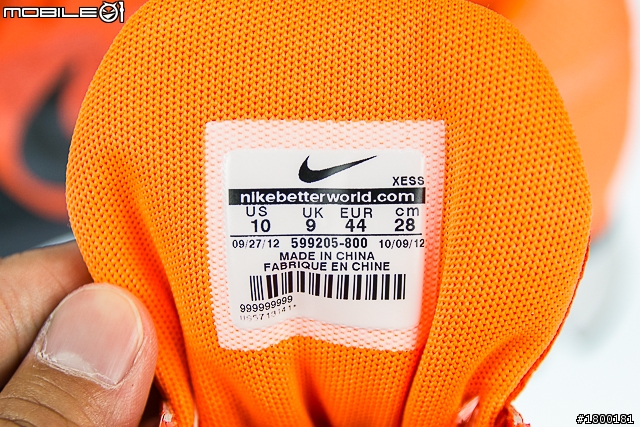 MOBILE01
XESS
nikebetterworld.com
US UK EUR cm
10 9 44 28
09/27/12 599205-800 10/09/12
MADE IN CHINA
FABRIQUE EN CHINE
999999999
#1800181